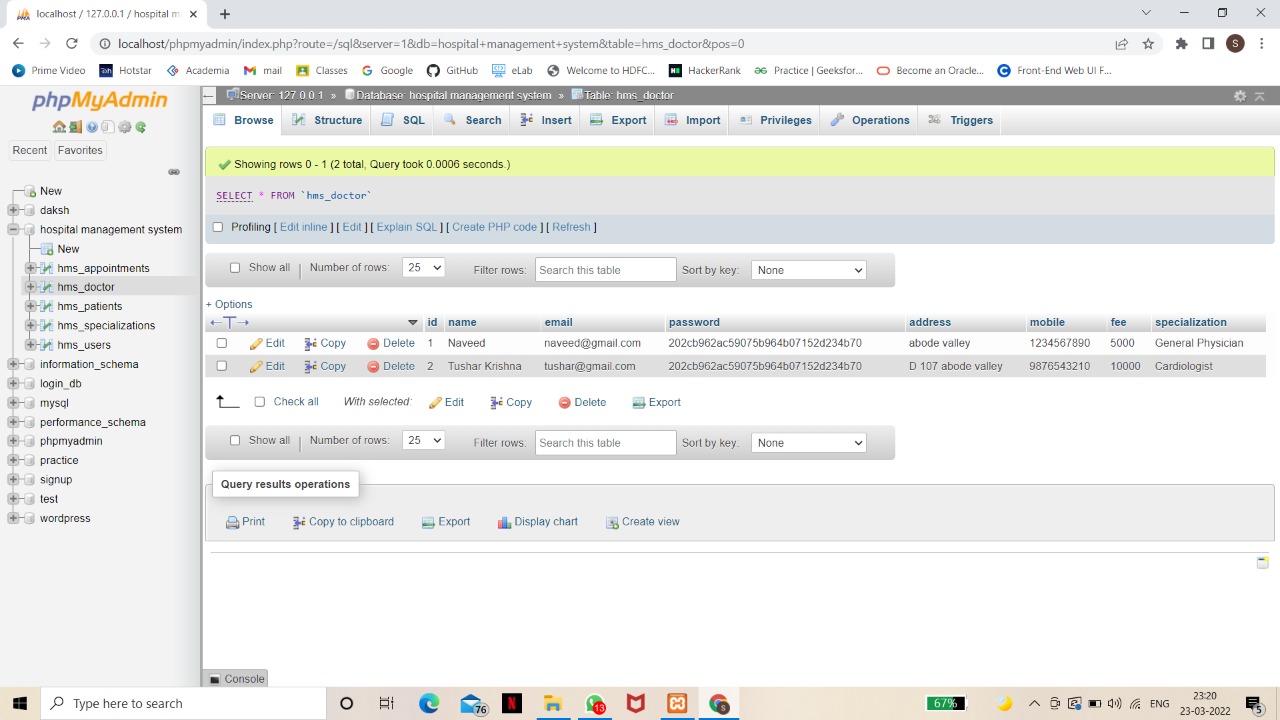 localhost / 127.0.0.1 / hospital m
localhost/phpmyadmin/index.php?route=/sql&server=1&db=hospital+management+system&table=hms_doctor&pos=0
S
Prime Video Hotstar Academia mail Classes Google GitHub eLab Welcome to HDFC... HackerRank Practice | Geeksfor... Become an Oracle... Front-End Web UI F...
phpMyAdmin
Server: 127.0.0.1 » Database: hospital management system » Table: hms_doctor
Browse Structure SQL Search Insert Export Import Privileges Operations Triggers
Recent Favorites
New
daksh
hospital management system
New
hms_appointments
hms_doctor
hms_patients
hms_specializations
hms_users
information_schema
login_db
mysql
performance_schema
phpmyadmin
practice
signup
test
wordpress
Showing rows 0 - 1 (2 total, Query took 0.0006 seconds.)
SELECT * FROM `hms_doctor`
Profiling [ Edit inline ] [ Edit ] [ Explain SQL ] [ Create PHP code ] [ Refresh ]
Show all | Number of rows: 25 Filter rows: Search this table Sort by key: None
+ Options
id name email password address mobile fee specialization
Edit Copy Delete 1 Naveed naveed@gmail.com 202cb962ac59075b964b07152d234b70 abode valley 1234567890 5000 General Physician
Edit Copy Delete 2 Tushar Krishna tushar@gmail.com 202cb962ac59075b964b07152d234b70 D 107 abode valley 9876543210 10000 Cardiologist
Check all With selected: Edit Copy Delete Export
Show all | Number of rows: 25 Filter rows: Search this table Sort by key: None
Query results operations
Print Copy to clipboard Export Display chart Create view
Console
Type here to search
76
13
67%
ENG
23:20
23-03-2022
5